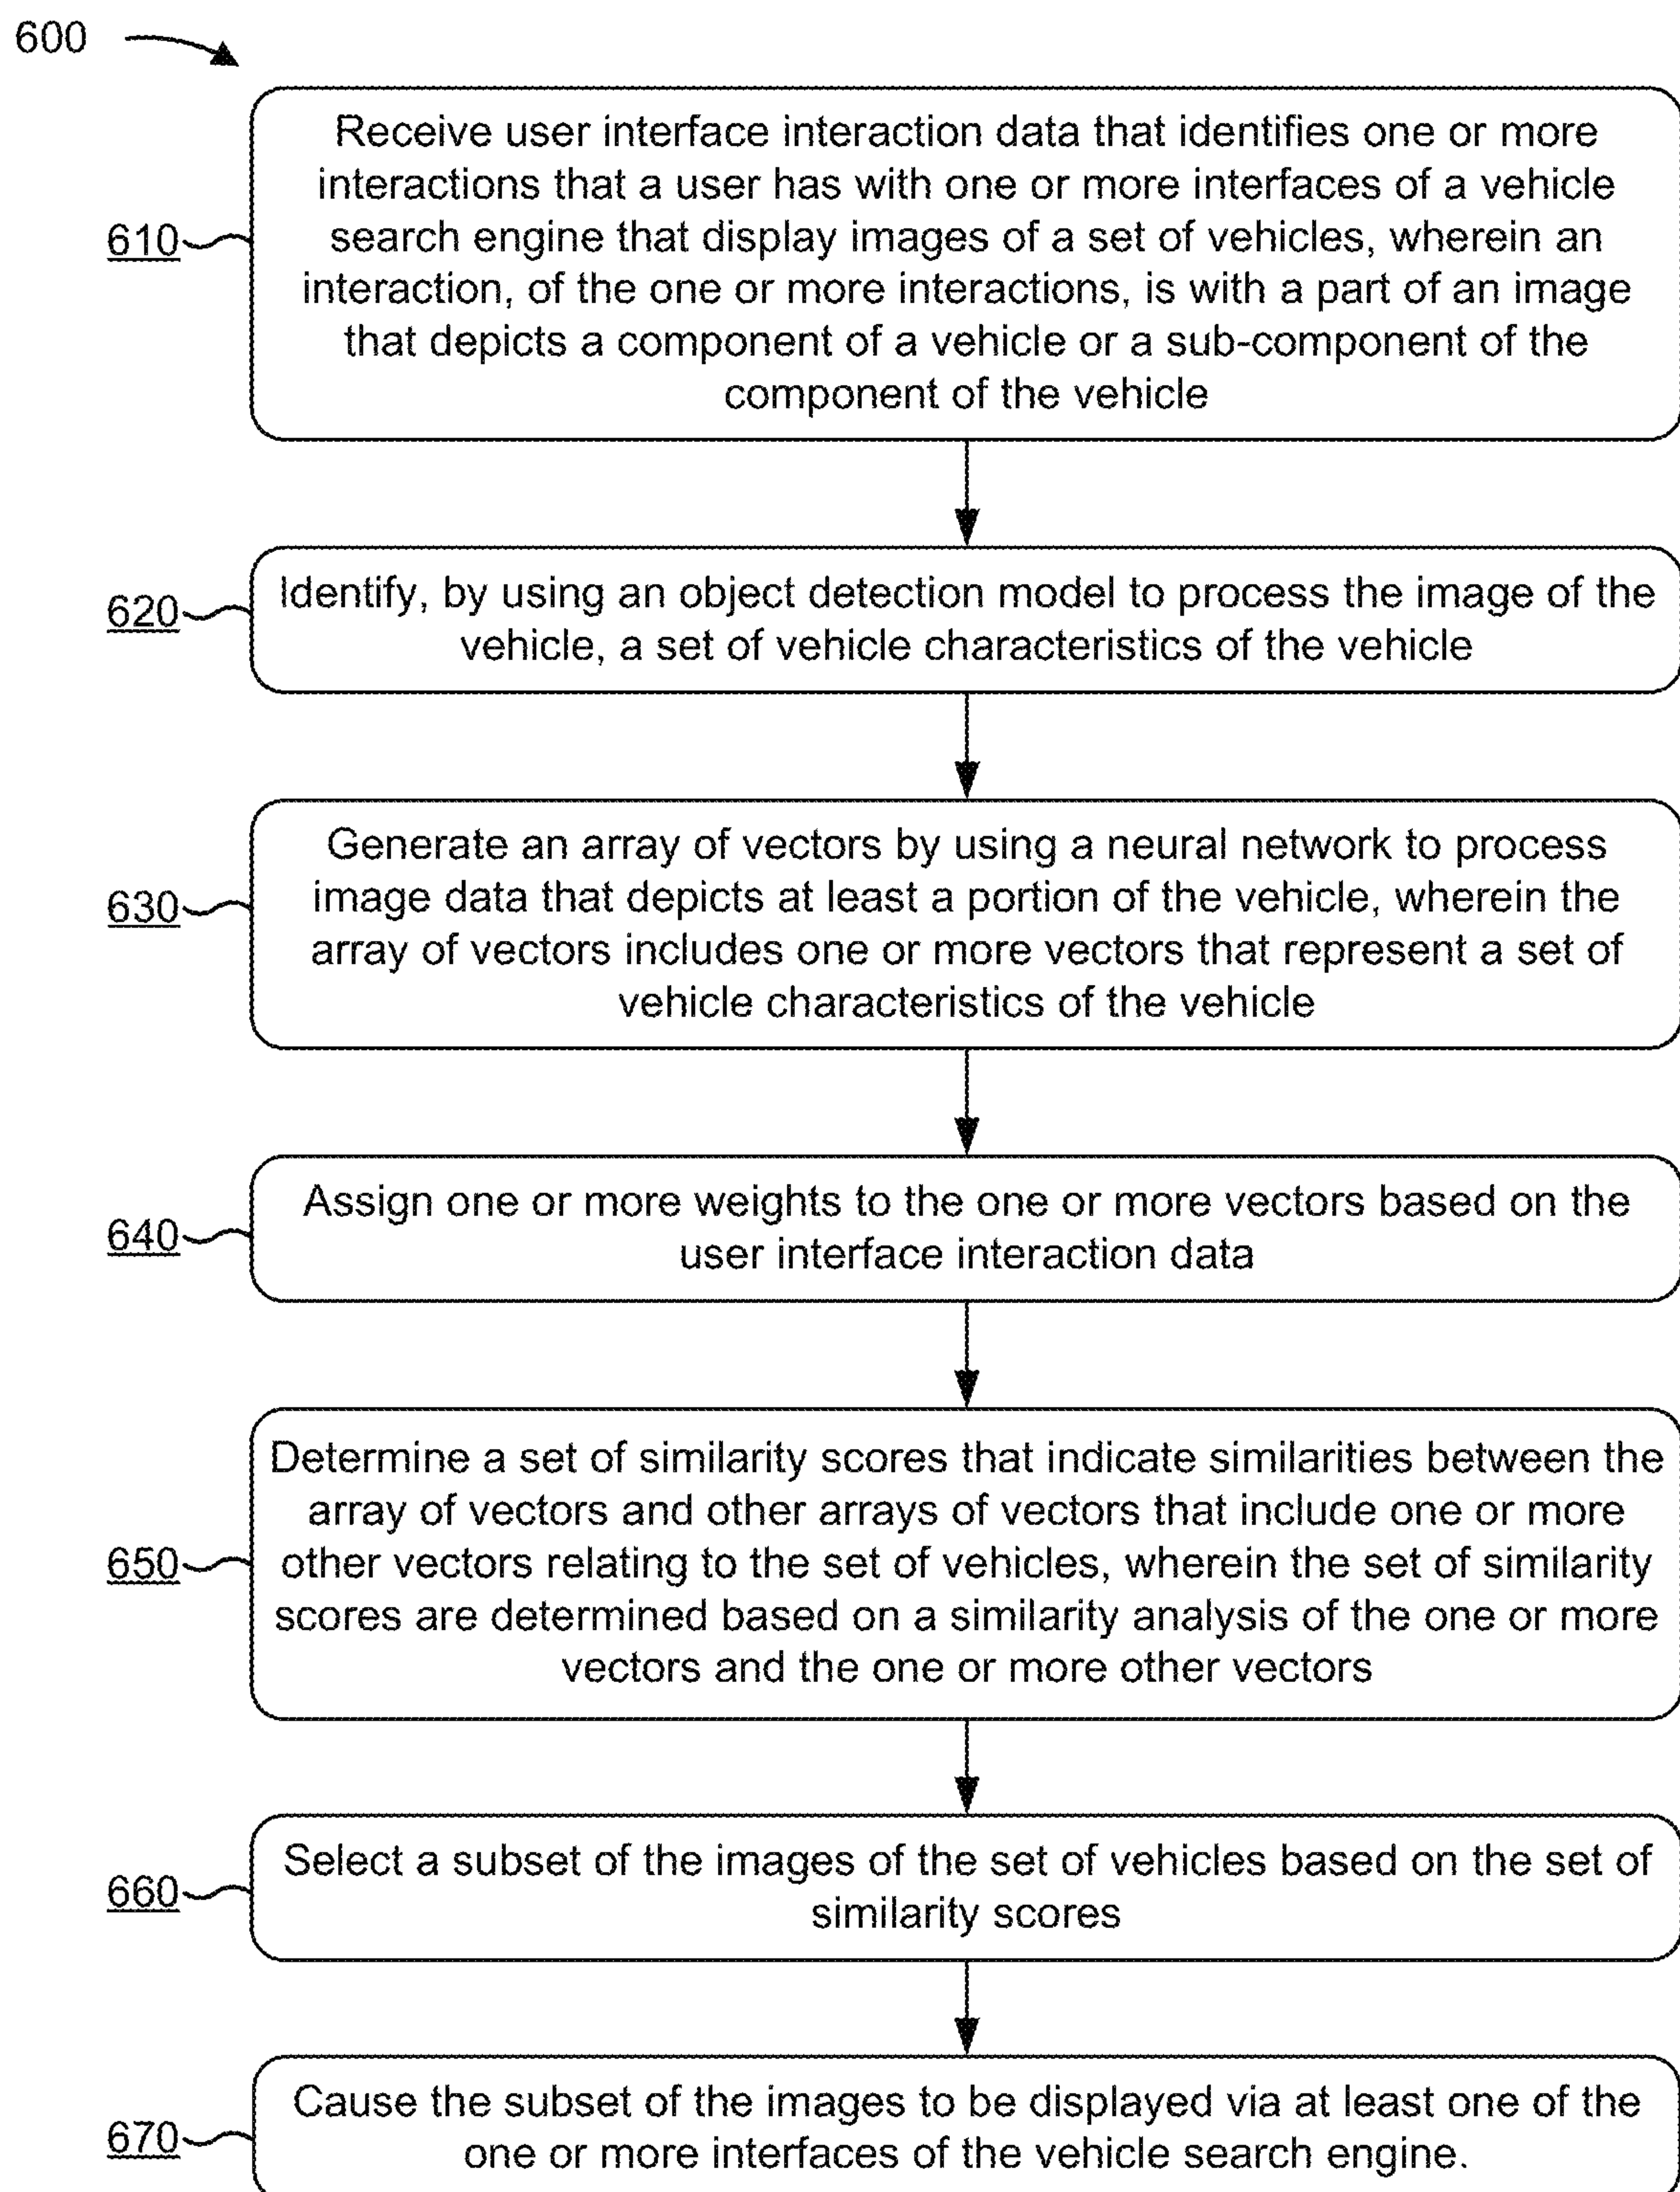 600
Receive user interface interaction data that identifies one or more
interactions that a user has with one or more interfaces of a vehicle
search engine that display images of a set of vehicles, wherein an
interaction, of the one or more interactions, is with a part of an image
that depicts a component of a vehicle or a sub-component of the
component of the vehicle
610
Identify, by using an object detection model to process the image of the
vehicle, a set of vehicle characteristics of the vehicle
620
Generate an array of vectors by using a neural network to process
image data that depicts at least a portion of the vehicle, wherein the
array of vectors includes one or more vectors that represent a set of
vehicle characteristics of the vehicle
630
Assign one or more weights to the one or more vectors based on the
user interface interaction data
640
Determine a set of similarity scores that indicate similarities between the
array of vectors and other arrays of vectors that include one or more
other vectors relating to the set of vehicles, wherein the set of similarity
scores are determined based on a similarity analysis of the one or more
vectors and the one or more other vectors
650
Select a subset of the images of the set of vehicles based on the set of
similarity scores
660
Cause the subset of the images to be displayed via at least one of the
one or more interfaces of the vehicle search engine.
670